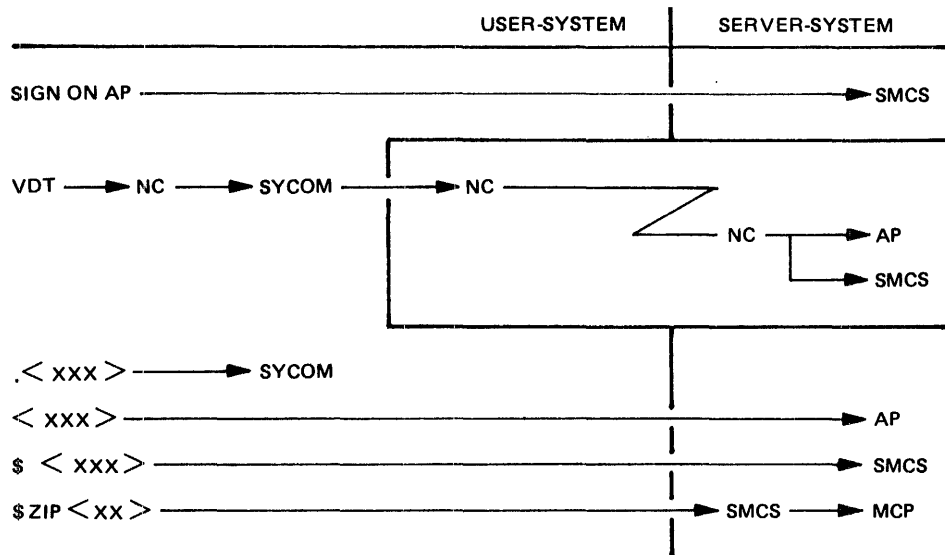 USER-SYSTEM SERVER-SYSTEM
SIGN ON AP SMCS
VDT NC SYCOM NC
NC AP
SMCS
.< xxx > SYCOM
< xxx > AP
$ < xxx > SMCS
$ ZIP < xx > SMCS MCP